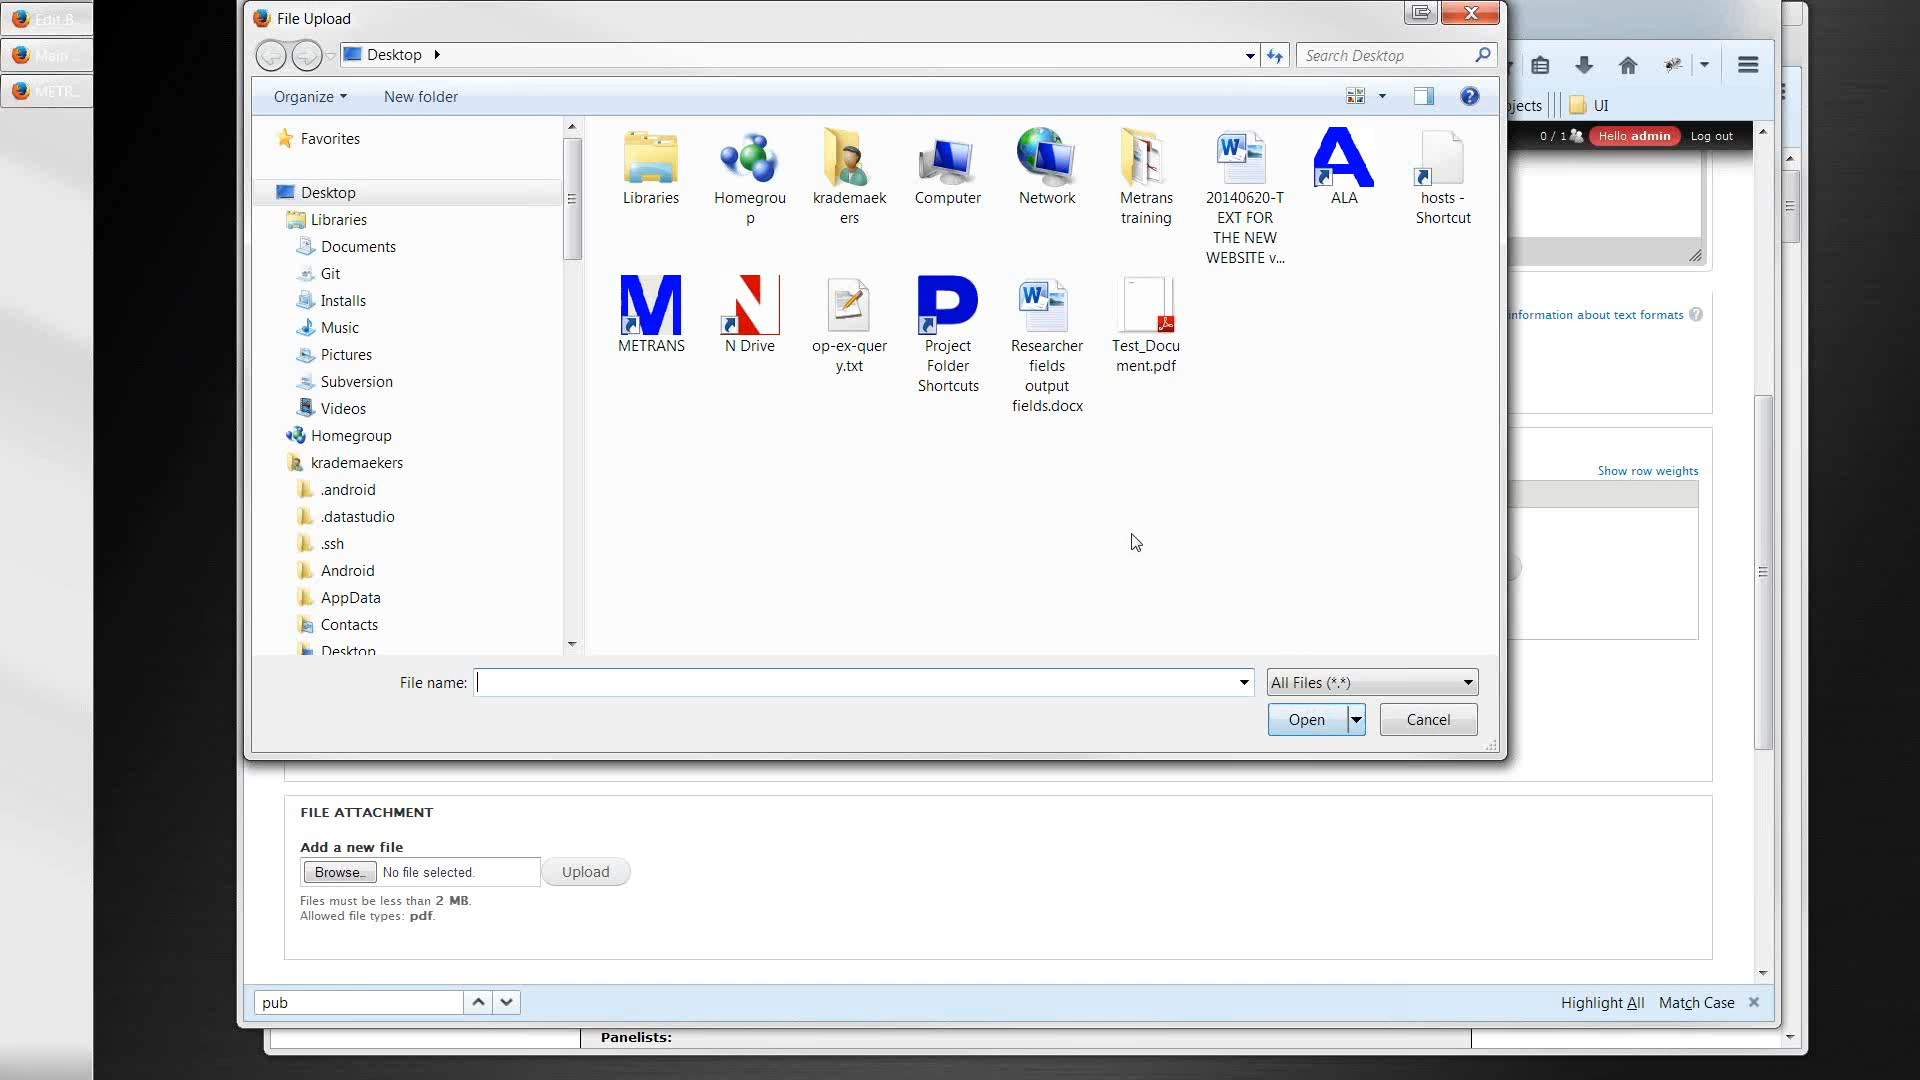 Edit B...
Main ...
METR...
File Upload
Desktop
Search Desktop
Organize
New folder
Favorites
Desktop
Libraries
Documents
Git
Installs
Music
Pictures
Subversion
Videos
Homegroup
krademaekers
.android
.datastudio
.ssh
Android
AppData
Contacts
Desktop
Libraries
Homegrou
p
krademaek
ers
Computer
Network
Metrans
training
20140620-T
EXT FOR
THE NEW
WEBSITE v...
ALA
hosts -
Shortcut
METRANS
N Drive
op-ex-quer
y.txt
Project
Folder
Shortcuts
Researcher
fields
output
fields.docx
Test_Docu
ment.pdf
File name:
All Files (*.*)
Open
Cancel
jects
UI
0 / 1
Hello admin
Log out
information about text formats
Show row weights
FILE ATTACHMENT
Add a new file
Browse... No file selected.
Upload
Files must be less than 2 MB.
Allowed file types: pdf.
pub
Highlight All
Match Case
Panelists: